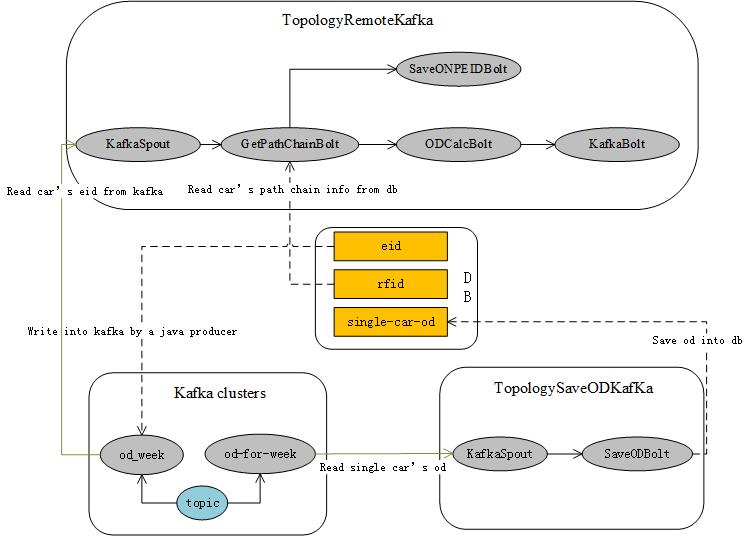 TopologyRemoteKafka
SaveONPEIDBolt
KafkaSpout
GetPathChainBolt
ODCalcBolt
KafkaBolt
Read car's eid from kafka
Read car's path chain info from db
eid
rfid
D
B
single-car-od
Write into kafka by a java producer
Save od into db
Kafka clusters
TopologySaveODKafKa
od_week
od-for-week
KafkaSpout
SaveODBolt
Read single car's od
topic